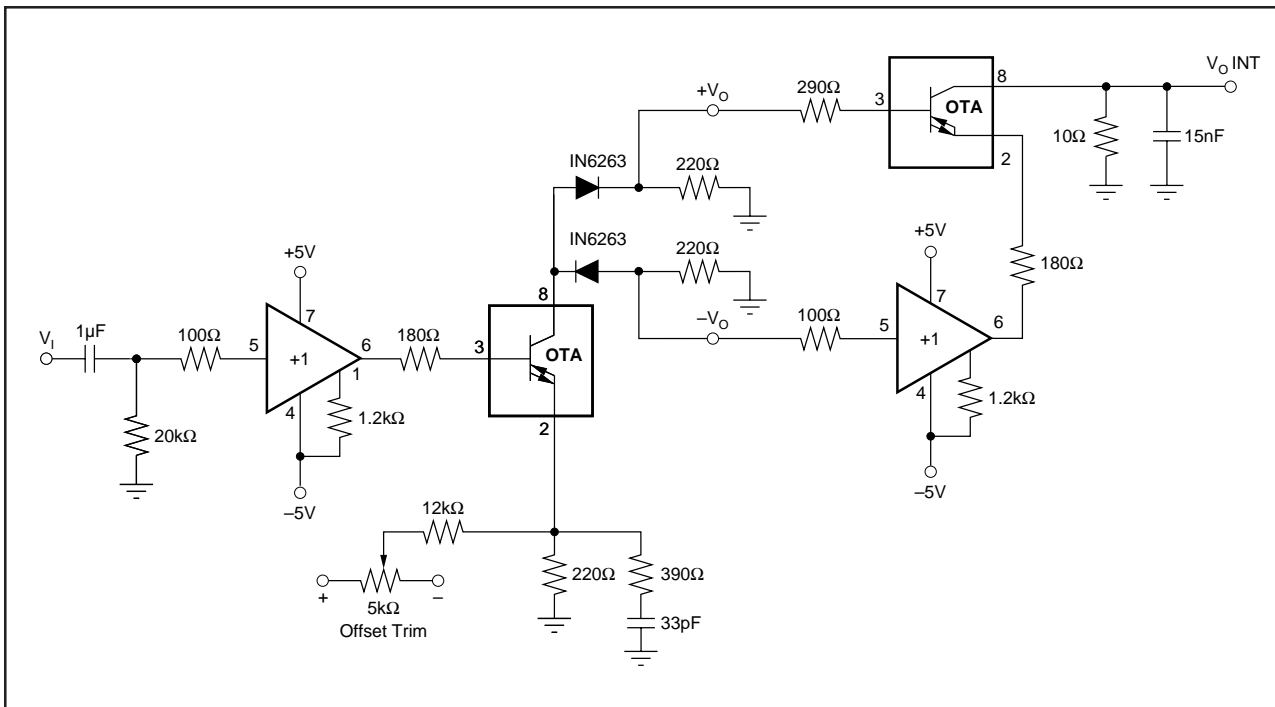 V_O INT
8
290Ω
+V_O
3
OTA
10Ω
15nF
2
IN6263
220Ω
IN6263
220Ω
+5V
180Ω
+5V
7
8
7
V_I
1µF
100Ω
5
+1
6
180Ω
3
OTA
–V_O
100Ω
5
+1
6
1
4
1.2kΩ
4
1.2kΩ
20kΩ
2
–5V
–5V
12kΩ
220Ω
390Ω
+
–
5kΩ
Offset Trim
33pF